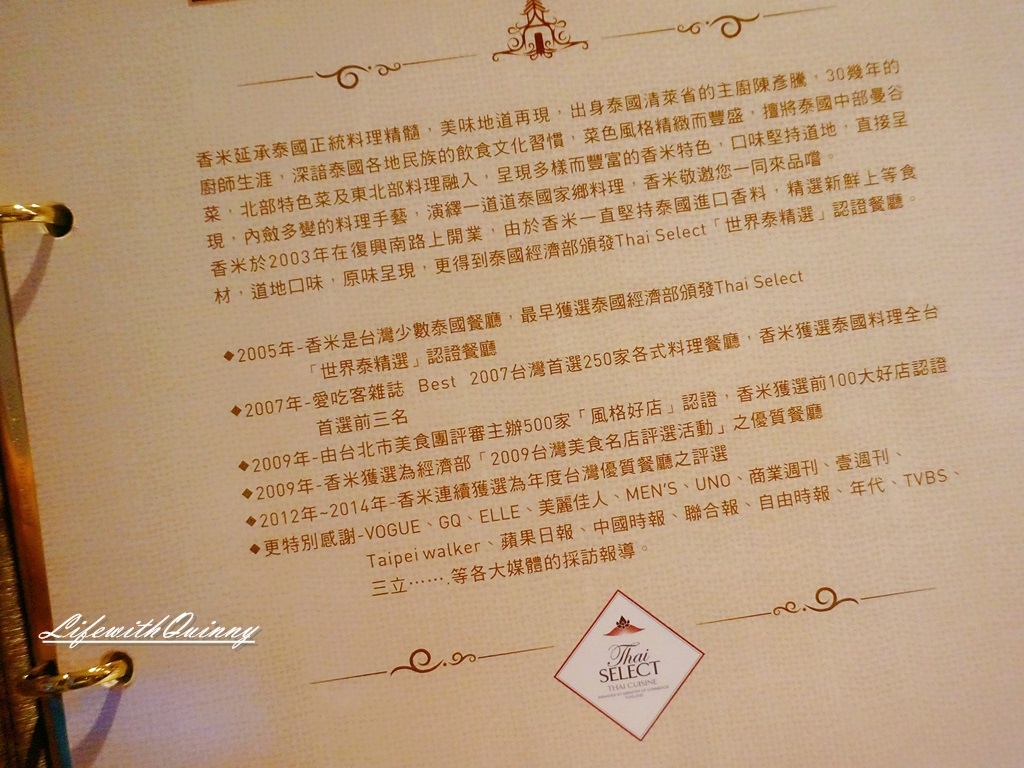 香米延承泰國正統料理精髓，美味地道再現，出身泰國清萊省的主廚陳彥騰，30幾年的
廚師生涯，深諳泰國各地民族的飲食文化習慣，菜色風格精緻而豐盛，擅將泰國中部曼谷
菜，北部特色菜及東北部料理融入，呈現多樣而豐富的香米特色，口味堅持道地，直接呈
現，內斂多變的料理手藝，演繹一道道泰國家鄉料理，香米敬邀您一同來品嚐。
香米於2003年在復興南路上開業，由於香米一直堅持泰國進口香料，精選新鮮上等食
材，道地口味，原味呈現，更得到泰國經濟部頒發Thai Select「世界泰精選」認證餐廳。
◆2005年-香米是台灣少數泰國餐廳，最早獲選泰國經濟部頒發Thai Select
「世界泰精選」認證餐廳
◆2007年-愛吃客雜誌 Best 2007台灣首選250家各式料理餐廳，香米獲選泰國料理全台
首選前三名
◆2009年-由台北市美食團評審主辦500家「風格好店」認證，香米獲選前100大好店認證
◆2009年-香米獲選為經濟部「2009台灣美食名店評選活動」之優質餐廳
◆2012年~2014年-香米連續獲選為年度台灣優質餐廳之評選
◆更特別感謝-VOGUE、GQ、ELLE、美麗佳人、MEN'S、UNO、商業週刊、壹週刊、
Taipei walker、蘋果日報、中國時報、聯合報、自由時報、年代、TVBS、
三立⋯⋯.等各大媒體的採訪報導。
LifewithQuinny
Thai
SELECT
THAI CUISINE